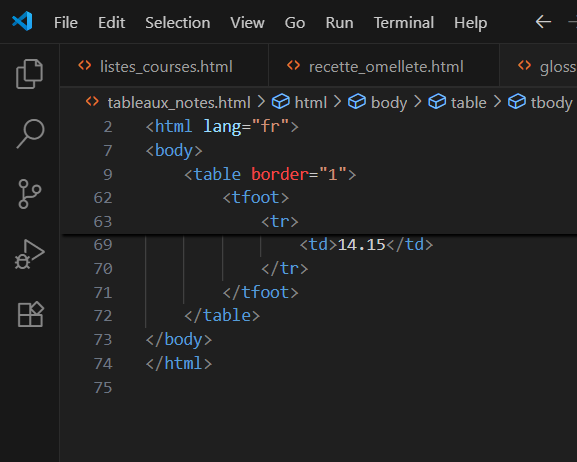 File Edit Selection View Go Run Terminal Help
listes_courses.html recette_omellete.html gloss
tableaux_notes.html > html > body > table > tbody
2 <html lang="fr">
7 <body>
9 <table border="1">
62 <tfoot>
63 <tr>
69 <td>14.15</td>
70 </tr>
71 </tfoot>
72 </table>
73 </body>
74 </html>
75